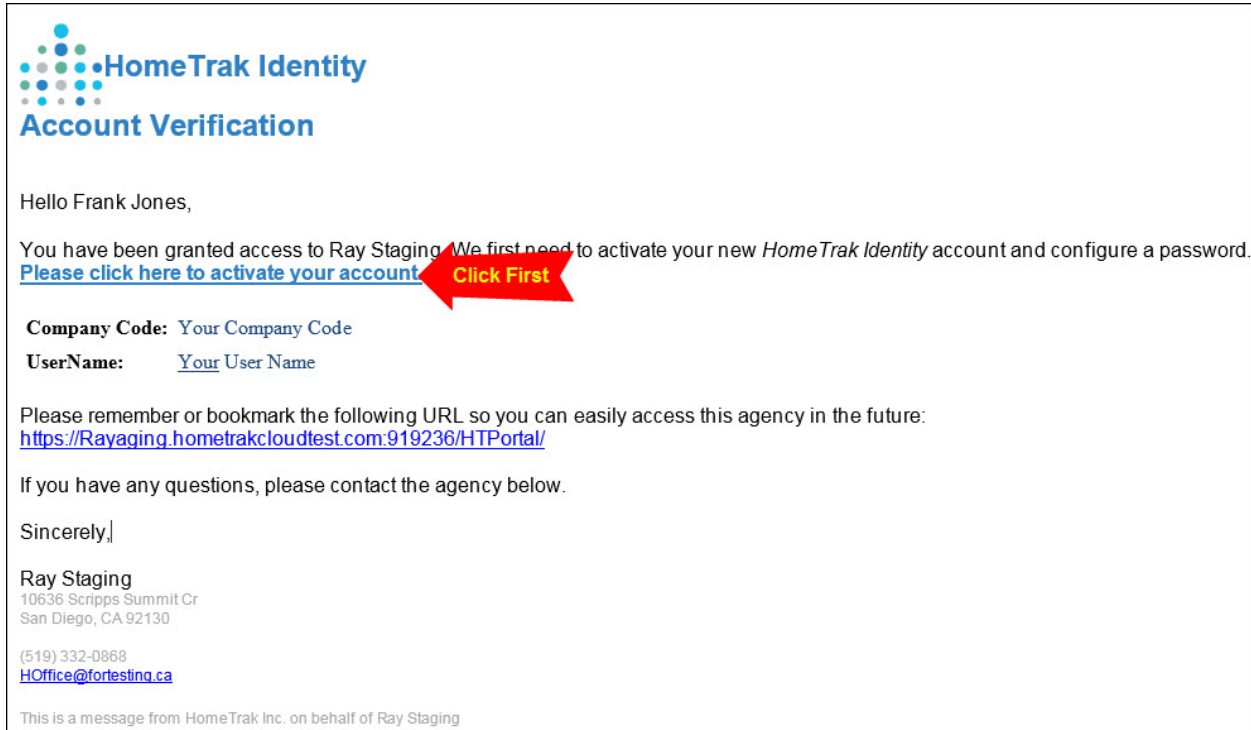 HomeTrak Identity
Account Verification
Hello Frank Jones,
You have been granted access to Ray Staging. We first need to activate your new HomeTrak Identity account and configure a password.
Please click here to activate your account.
Click First
Company Code: Your Company Code
UserName: Your User Name
Please remember or bookmark the following URL so you can easily access this agency in the future:
https://Rayaging.hometrakcloudtest.com:919236/HTPortal/
If you have any questions, please contact the agency below.
Sincerely,
Ray Staging
10636 Scripps Summit Cr
San Diego, CA 92130
(519) 332-0868
HOffice@fortesting.ca
This is a message from HomeTrak Inc. on behalf of Ray Staging